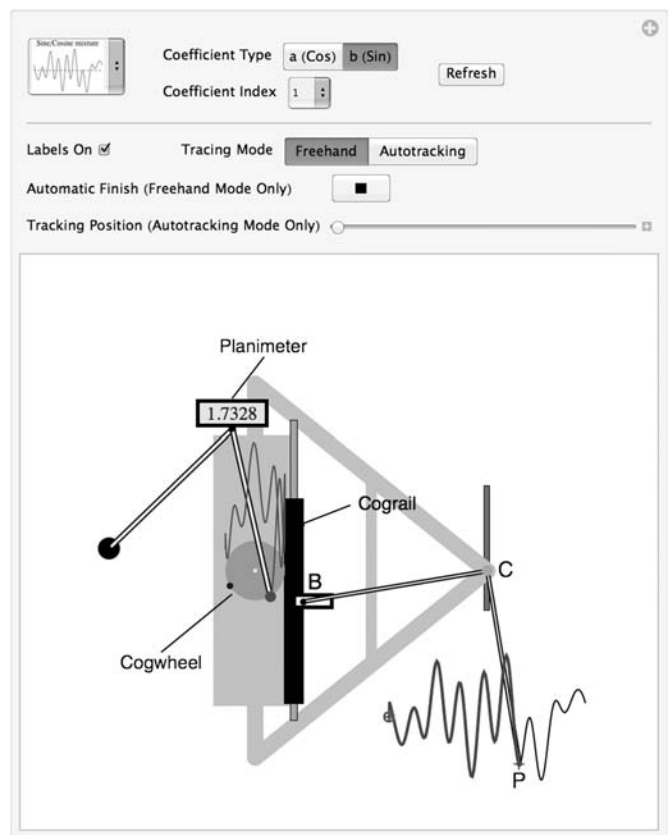 Sine/Cosine mixture
Coefficient Type a (Cos) b (Sin)
Refresh
Coefficient Index 1
Labels On Tracing Mode Freehand Autotracking
Automatic Finish (Freehand Mode Only)
Tracking Position (Autotracking Mode Only)
Planimeter
1.7328
Cograil
B
C
Cogwheel
P